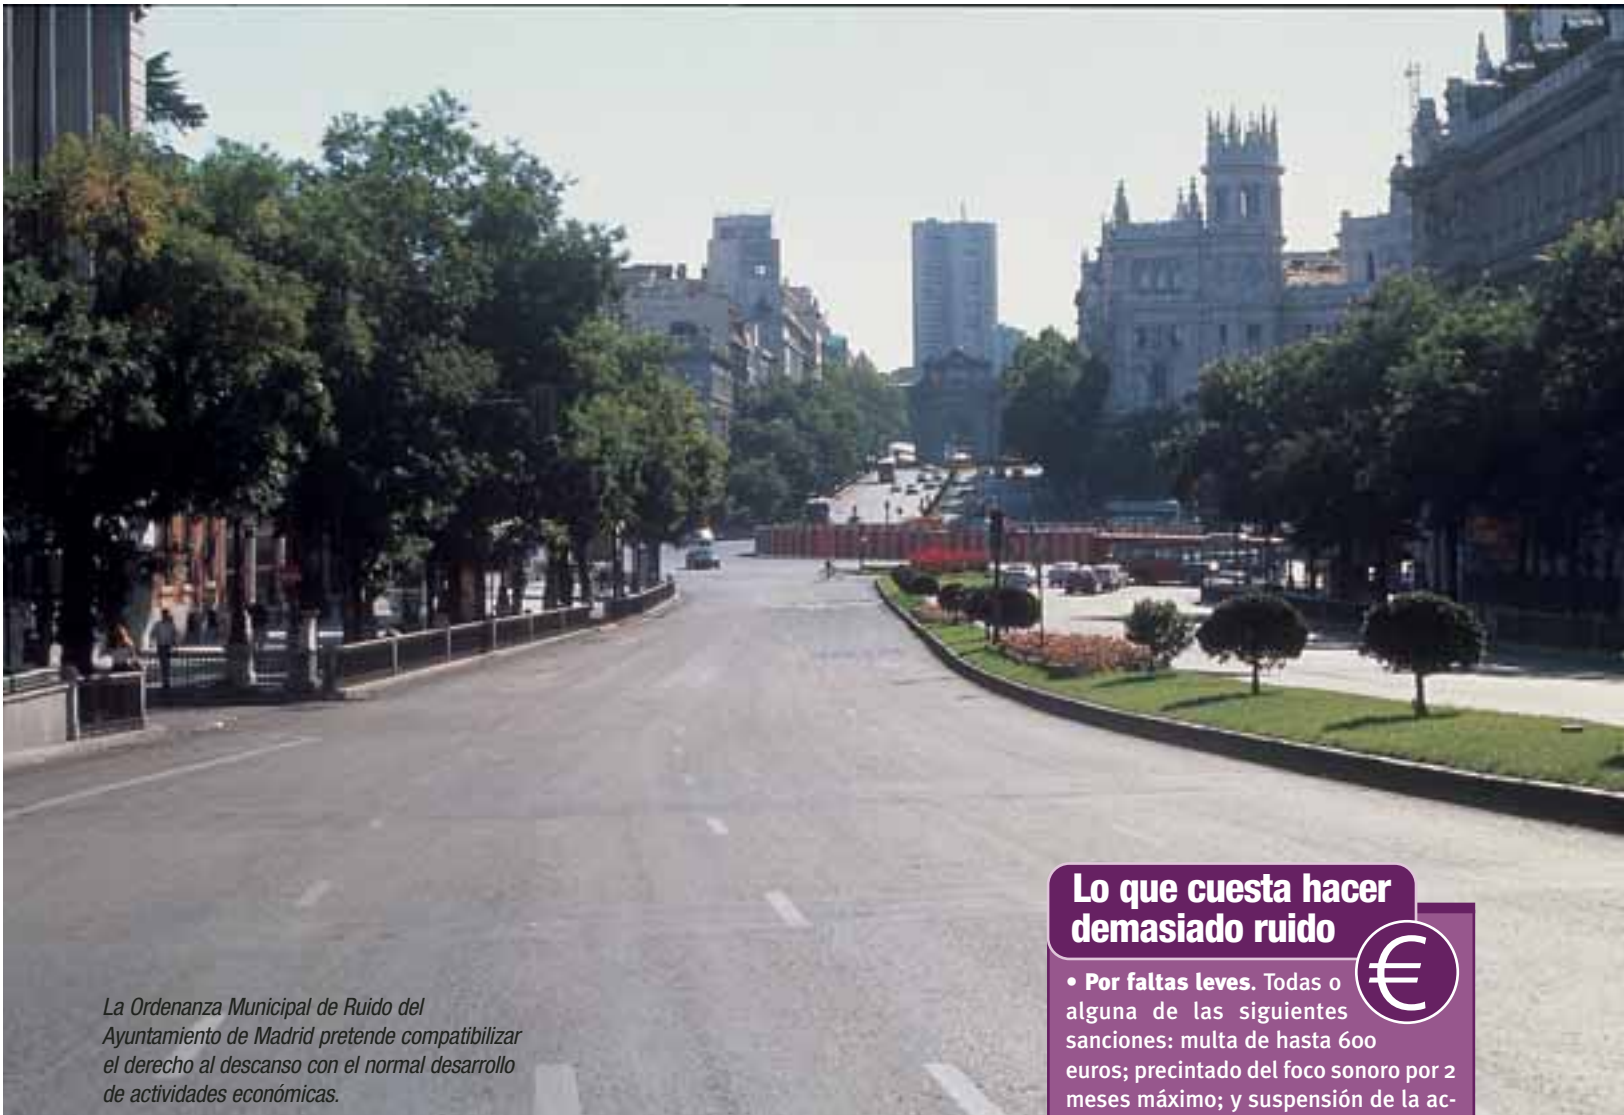 La Ordenanza Municipal de Ruido del
Ayuntamiento de Madrid pretende compatibilizar
el derecho al descanso con el normal desarrollo
de actividades económicas.
Lo que cuesta hacer
demasiado ruido
€
• Por faltas leves. Todas o
alguna de las siguientes
sanciones: multa de hasta 600
euros; precintado del foco sonoro por 2
meses máximo; y suspensión de la ac-